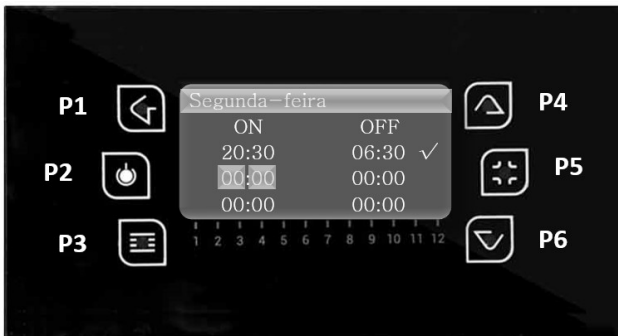 Segunda-feira
ON OFF
P1 P4
20:30 06:30 √
P2 00:00 00:00 P5
00:00 00:00
P3 1 2 3 4 5 6 7 8 9 10 11 12 P6